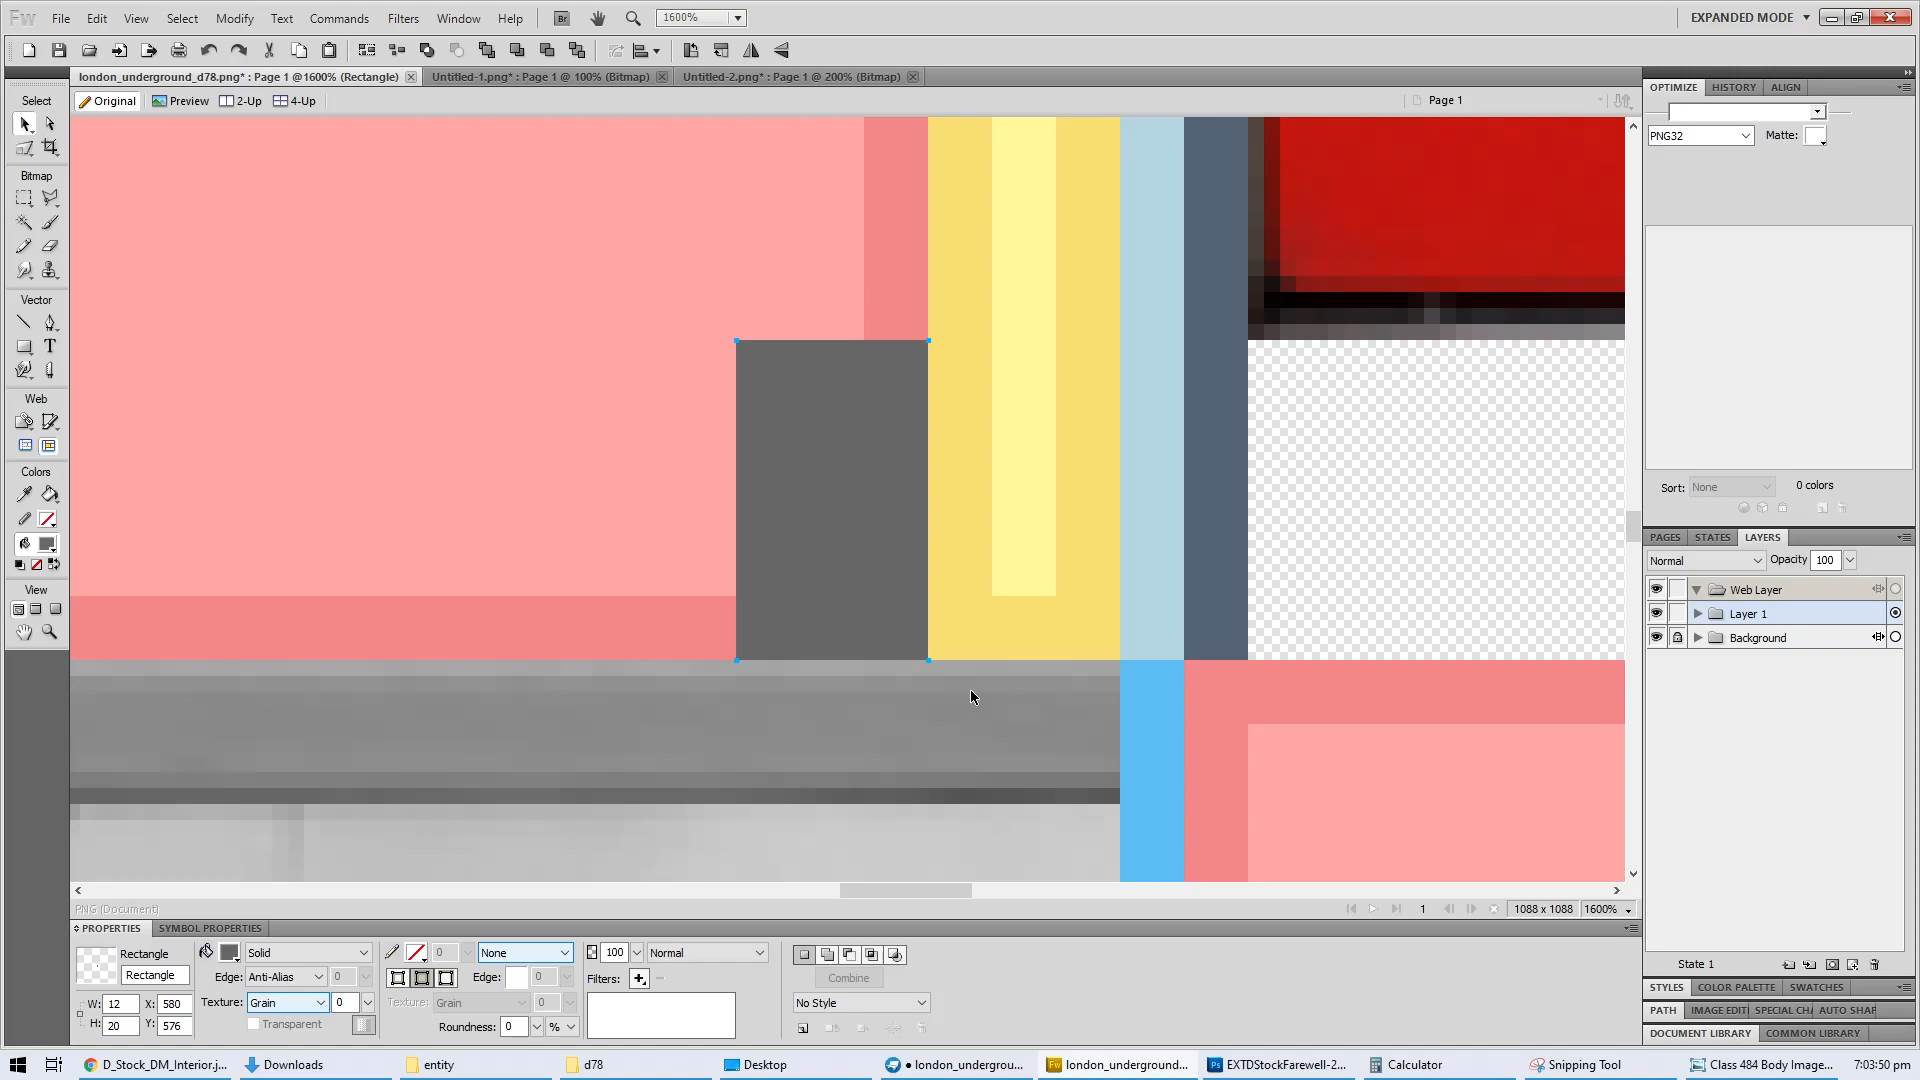 Fw File Edit View Select Modify Text Commands Filters Window Help Br 1600% EXPANDED MODE
london_underground_d78.png* : Page 1 @1600% (Rectangle) Untitled-1.png* : Page 1 @ 100% (Bitmap) Untitled-2.png* : Page 1 @ 200% (Bitmap)
Original Preview 2-Up 4-Up Page 1
Select
Bitmap
Vector
T
Web
Colors
View
OPTIMIZE HISTORY ALIGN
PNG32 Matte:
Sort: None 0 colors
PAGES STATES LAYERS
Normal Opacity 100
Web Layer
Layer 1
Background
State 1
STYLES COLOR PALETTE SWATCHES
PATH IMAGE EDITI SPECIAL CHA AUTO SHAP
DOCUMENT LIBRARY COMMON LIBRARY
PNG (Document) 1 1088 x 1088 1600%
PROPERTIES SYMBOL PROPERTIES
Rectangle Solid 0 None 100 Normal
Rectangle Edge: Anti-Alias 0 Edge: 0 Filters: Combine
W: 12 X: 580 Texture: Grain 0 Texture: Grain 0 No Style
H: 20 Y: 576 Transparent Roundness: 0 %
D_Stock_DM_Interior.j... Downloads entity d78 Desktop ● london_undergrou... london_underground... Ps EXTDStockFarewell-2... Calculator Snipping Tool Class 484 Body Image... 7:03:50 pm